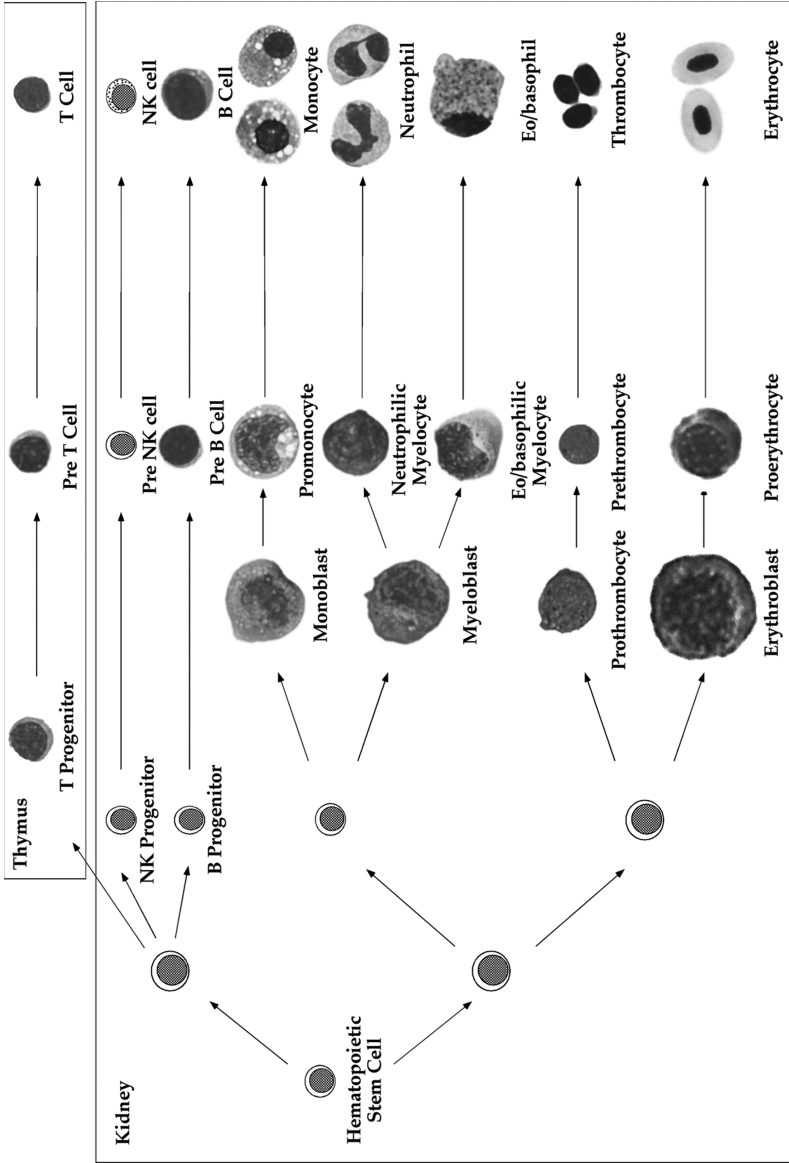 Thymus
T Progenitor
Pre T Cell
T Cell
Kidney
Hematopoietic
Stem Cell
NK Progenitor
Pre NK cell
NK cell
B Progenitor
Pre B Cell
B Cell
Monoblast
Promonocyte
Monocyte
Myeloblast
Neutrophilic
Myelocyte
Neutrophil
Eo/basophilic
Myelocyte
Eo/basophil
Prothrombocyte
Prethrombocyte
Thrombocyte
Erythroblast
Proerythrocyte
Erythrocyte